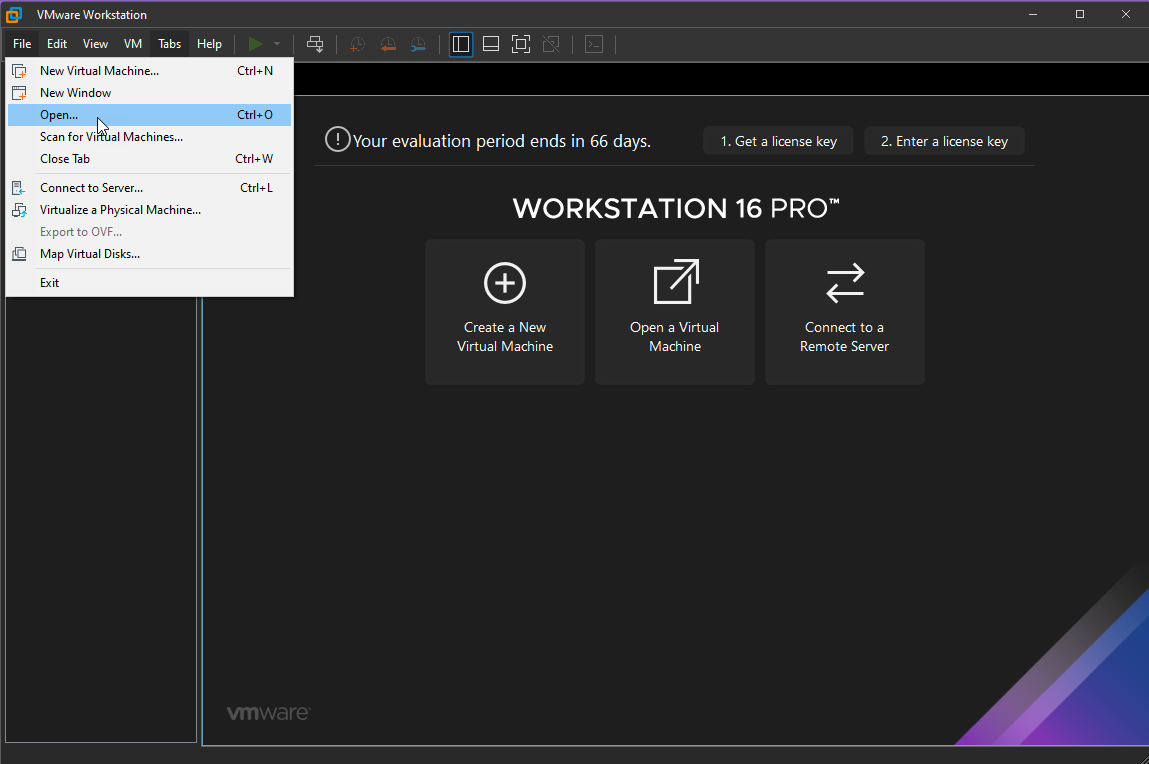 VMware Workstation
File Edit View VM Tabs Help
New Virtual Machine... Ctrl+N
New Window
Open... Ctrl+O
Scan for Virtual Machines...
Close Tab Ctrl+W
Connect to Server... Ctrl+L
Virtualize a Physical Machine...
Export to OVF...
Map Virtual Disks...
Exit
Your evaluation period ends in 66 days. 1. Get a license key 2. Enter a license key
WORKSTATION 16 PRO™
Create a New
Virtual Machine
Open a Virtual
Machine
Connect to a
Remote Server
vmware®